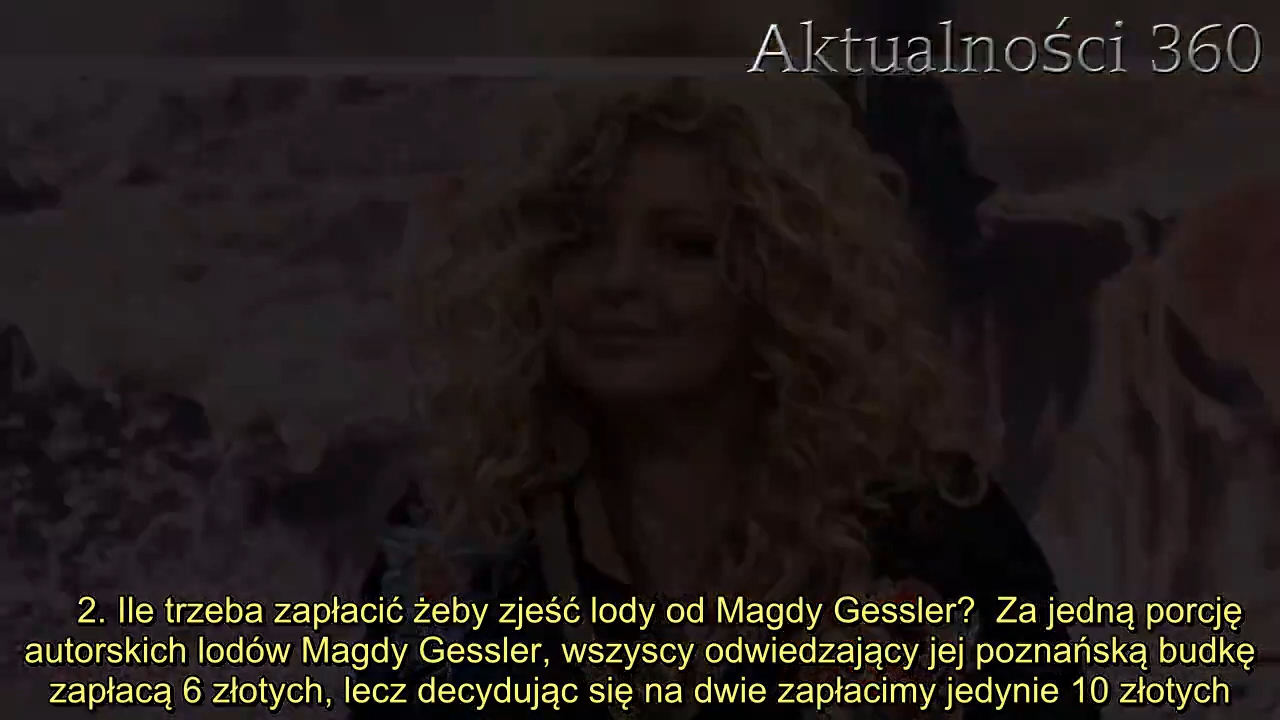 Aktualności 360
2. Ile trzeba zapłacić żeby zjeść lody od Magdy Gessler? Za jedną porcję
autorskich lodów Magdy Gessler, wszyscy odwiedzający jej poznańską budkę
zapłacą 6 złotych, lecz decydując się na dwie zapłacimy jedynie 10 złotych